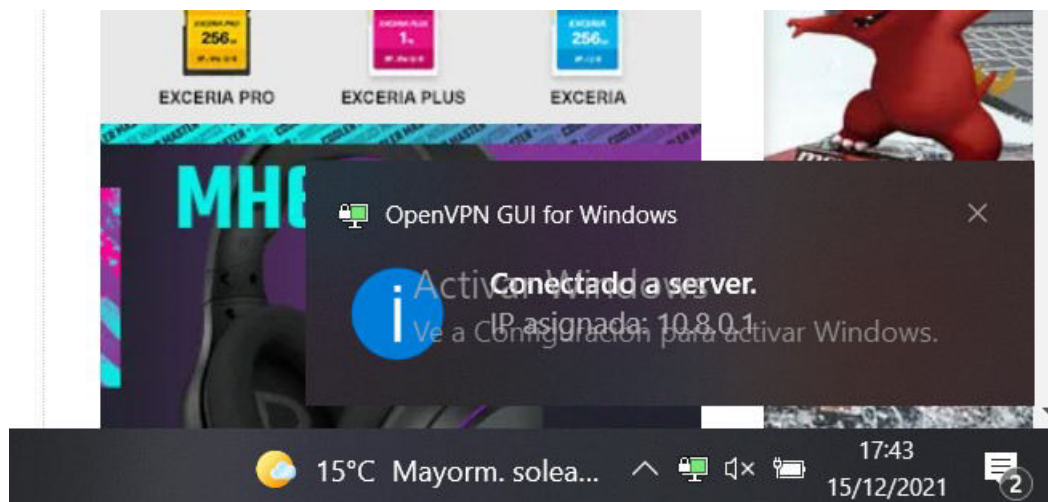 256
1
256
EXCERIA PRO
EXCERIA PLUS
EXCERIA
MH6
OpenVPN GUI for Windows
Conectado a server.
IP asignada: 10.8.0.1
Activar Windows
Ve a Configuración para activar Windows.
15°C Mayorm. solea...
17:43
15/12/2021
2